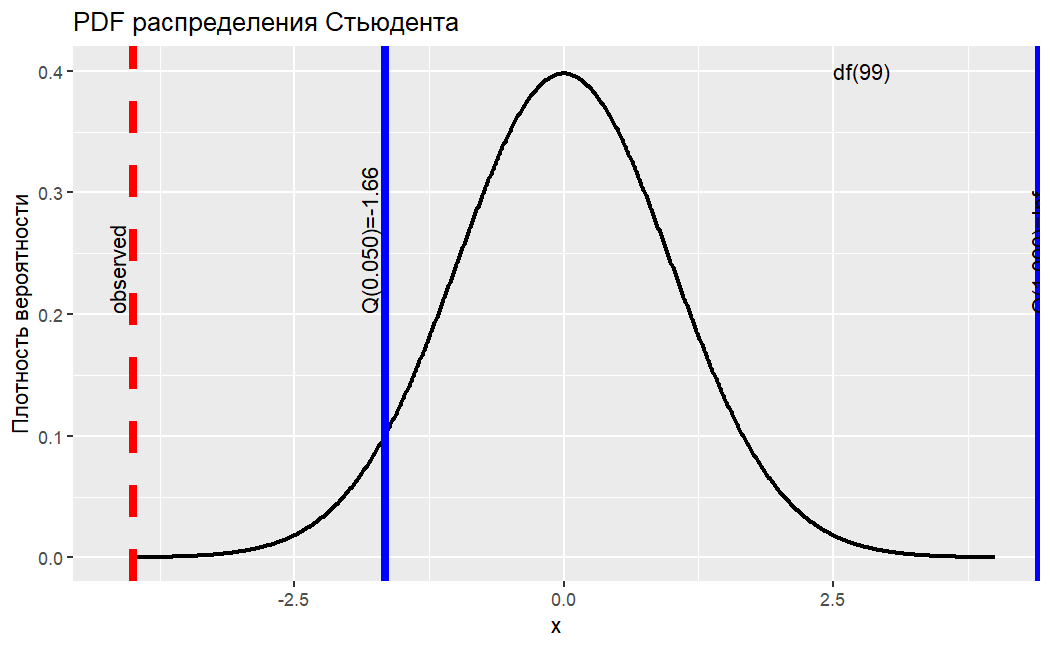 PDF распределения Стьюдента
df(99)
observed
Q(0.050)=-1.66
Плотность вероятности
0.4
0.3
0.2
0.1
0.0
-2.5
0.0
2.5
x